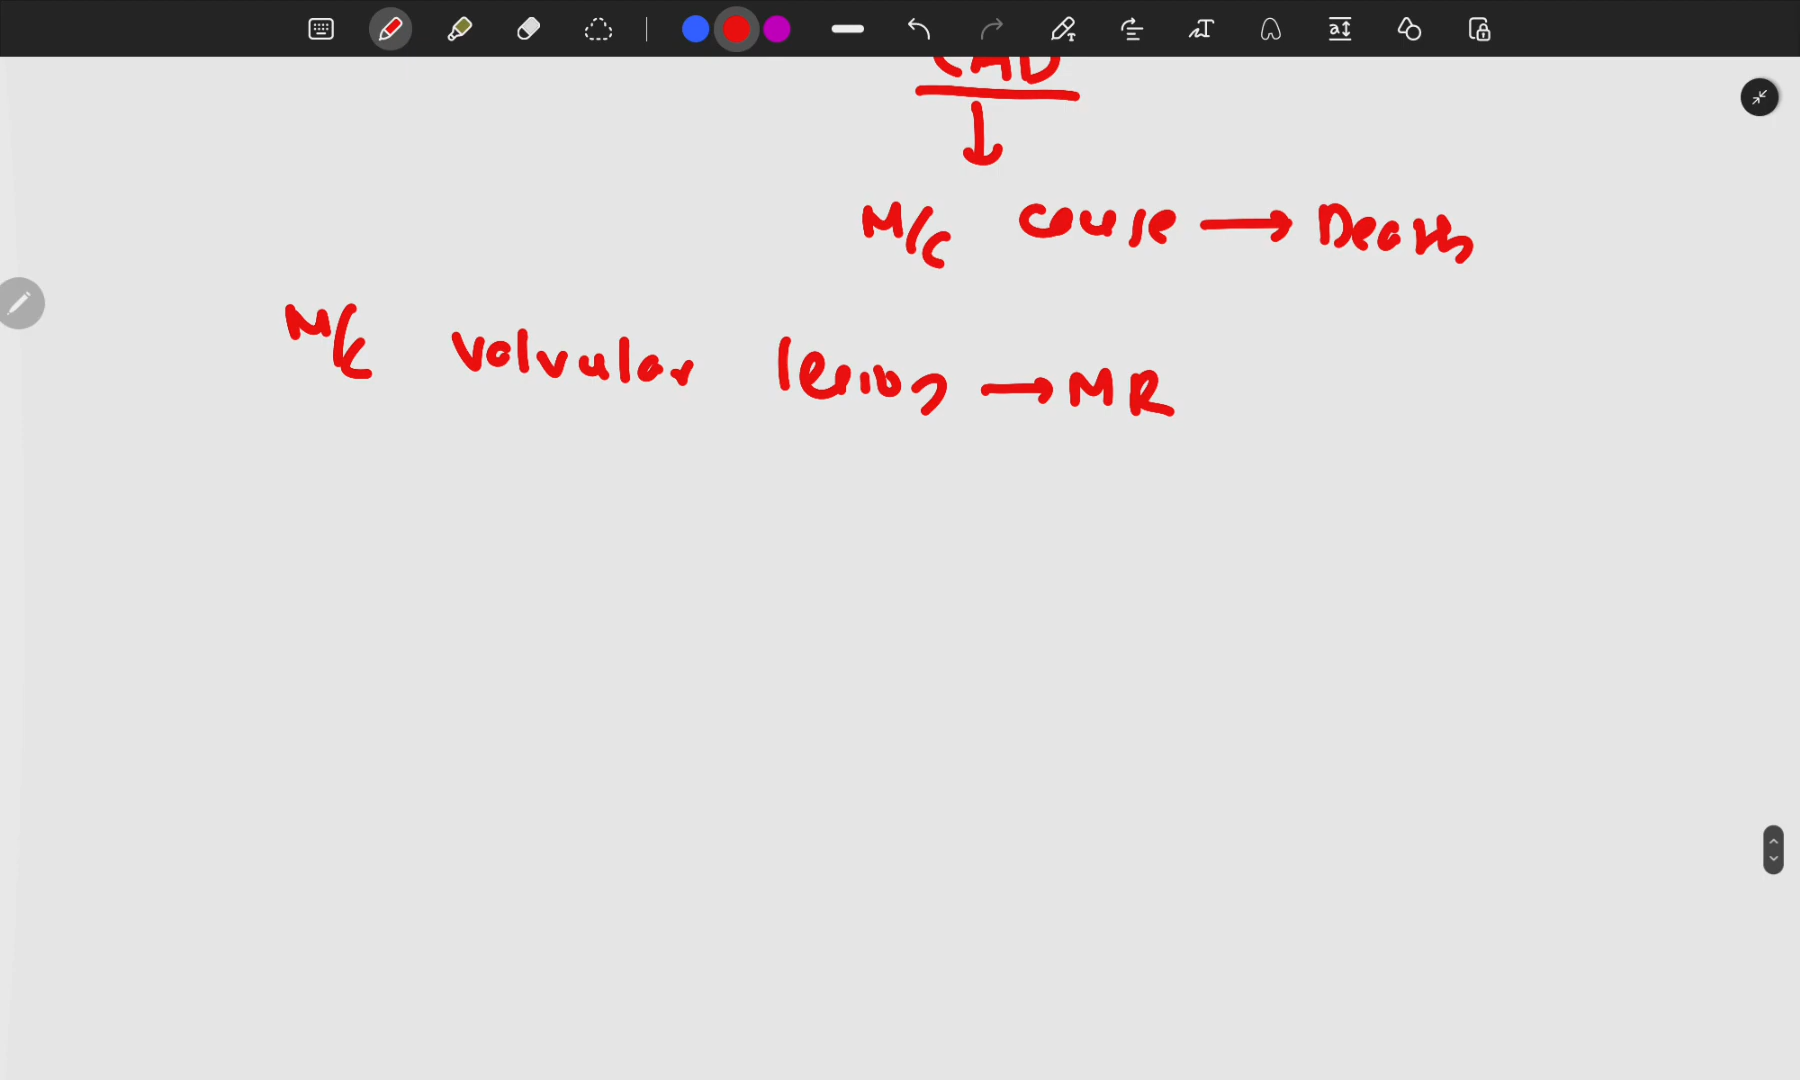 CAD
↓
M/C cause → Death
M/C valvular lesion → MR